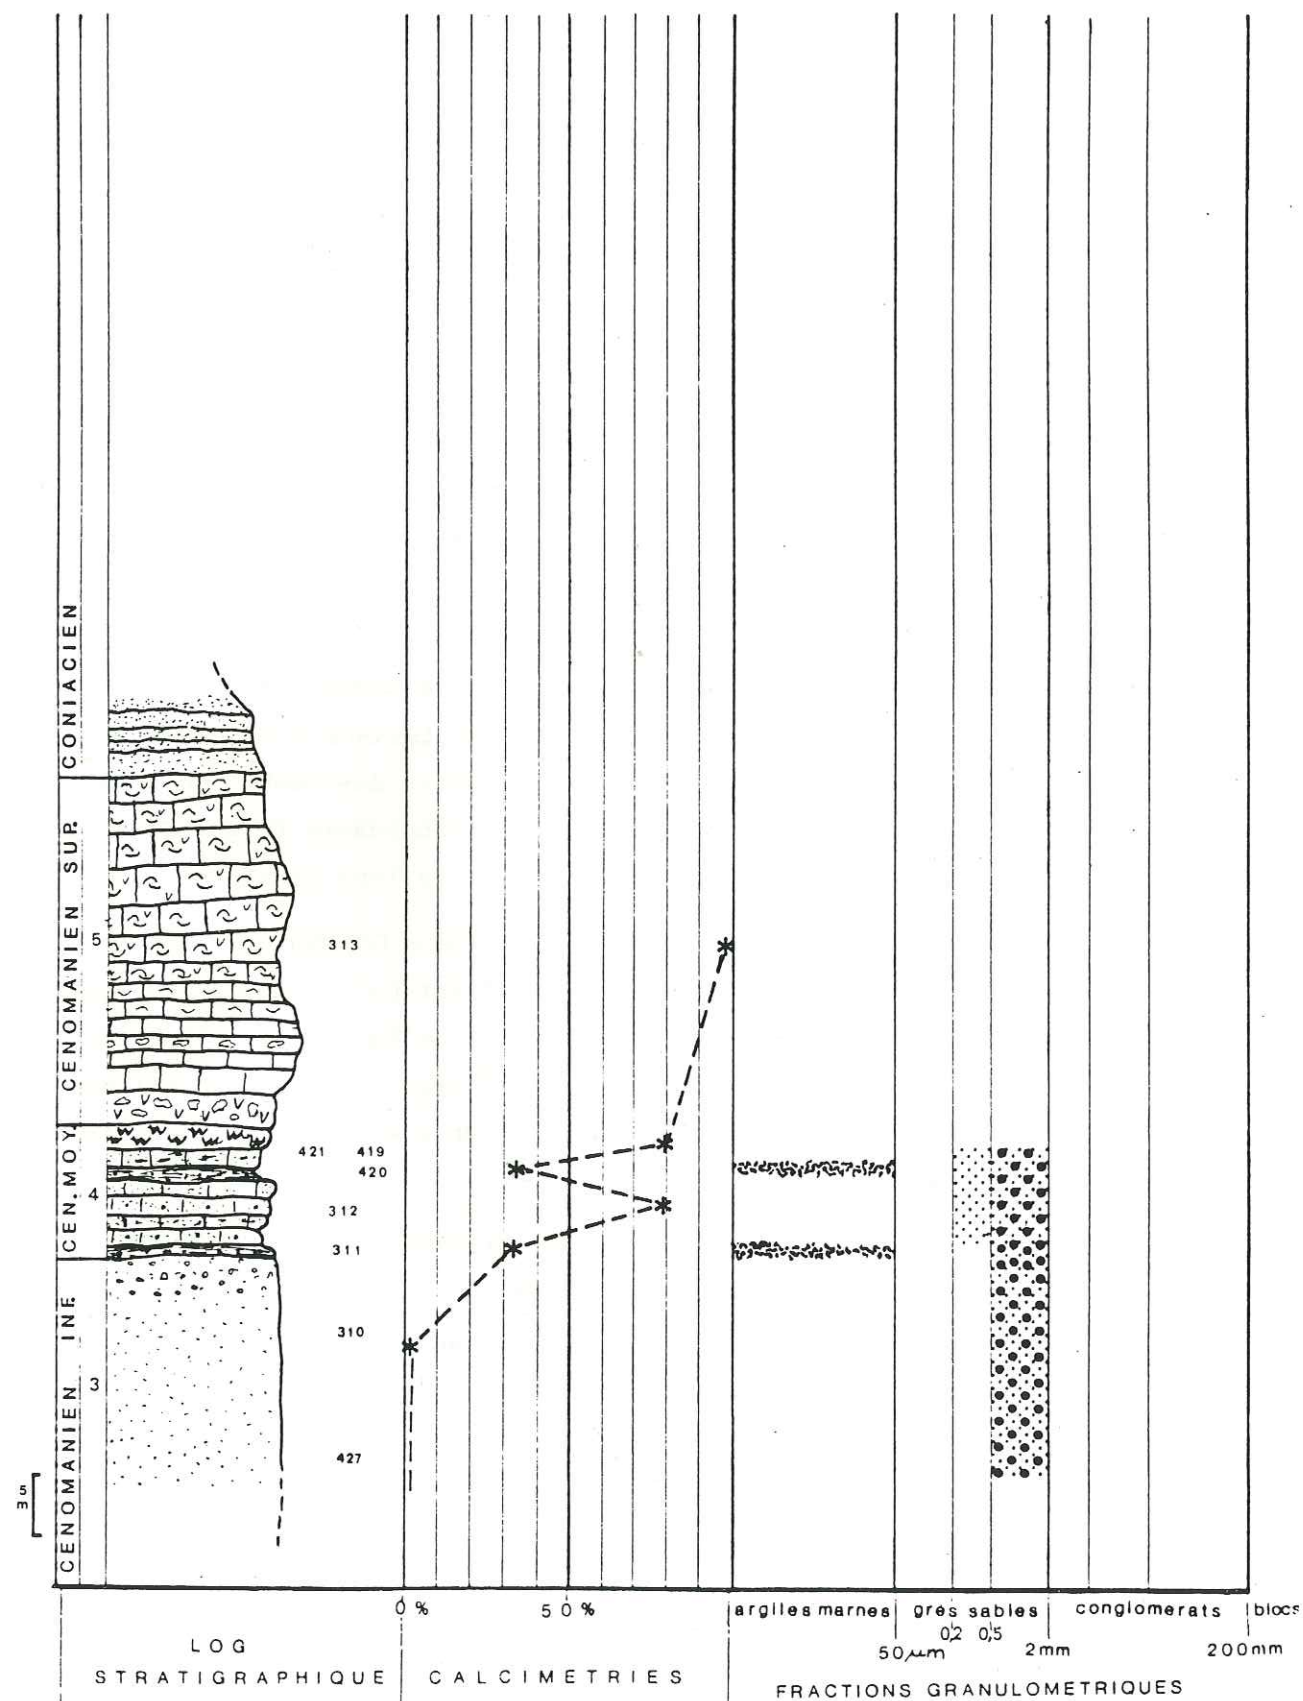 CONIACIEN
CENOMANIEN SUP.
5
313
CEN. MOY.
4
421 419
420
312
311
CENOMANIEN INF.
3
310
427
5
m
0 % 50 % argiles marnes grès sables conglomerats blocs
0,2 0,5
50 µm 2mm 200mm
LOG
STRATIGRAPHIQUE CALCIMETRIES FRACTIONS GRANULOMETRIQUES